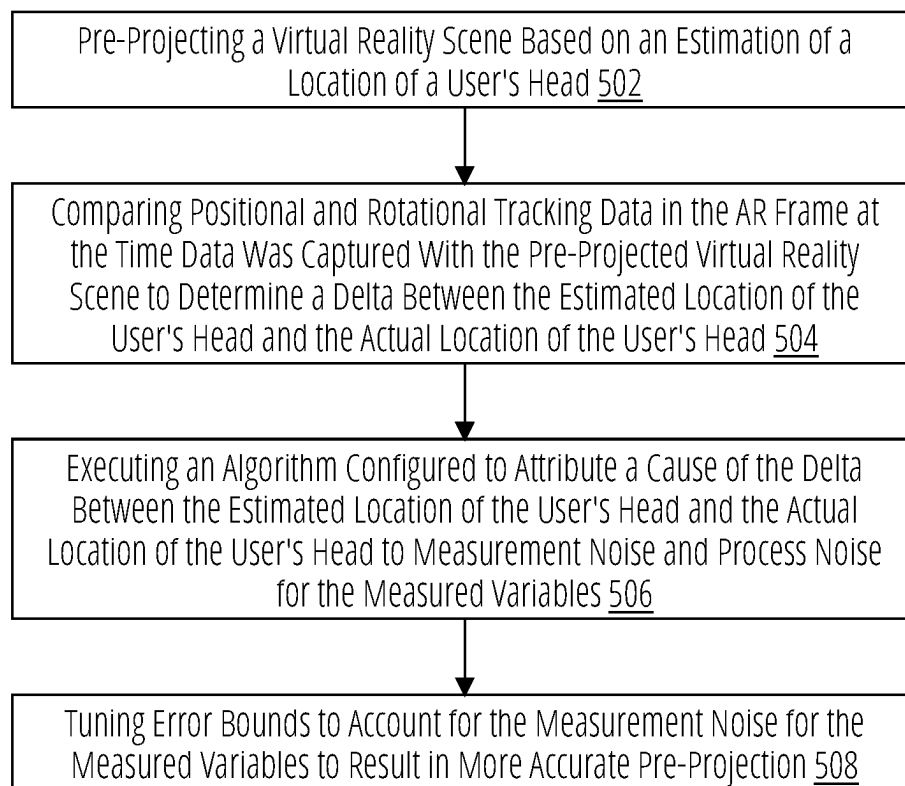 Pre-Projecting a Virtual Reality Scene Based on an Estimation of a
Location of a User's Head 502
Comparing Positional and Rotational Tracking Data in the AR Frame at
the Time Data Was Captured With the Pre-Projected Virtual Reality
Scene to Determine a Delta Between the Estimated Location of the
User's Head and the Actual Location of the User's Head 504
Executing an Algorithm Configured to Attribute a Cause of the Delta
Between the Estimated Location of the User's Head and the Actual
Location of the User's Head to Measurement Noise and Process Noise
for the Measured Variables 506
Tuning Error Bounds to Account for the Measurement Noise for the
Measured Variables to Result in More Accurate Pre-Projection 508